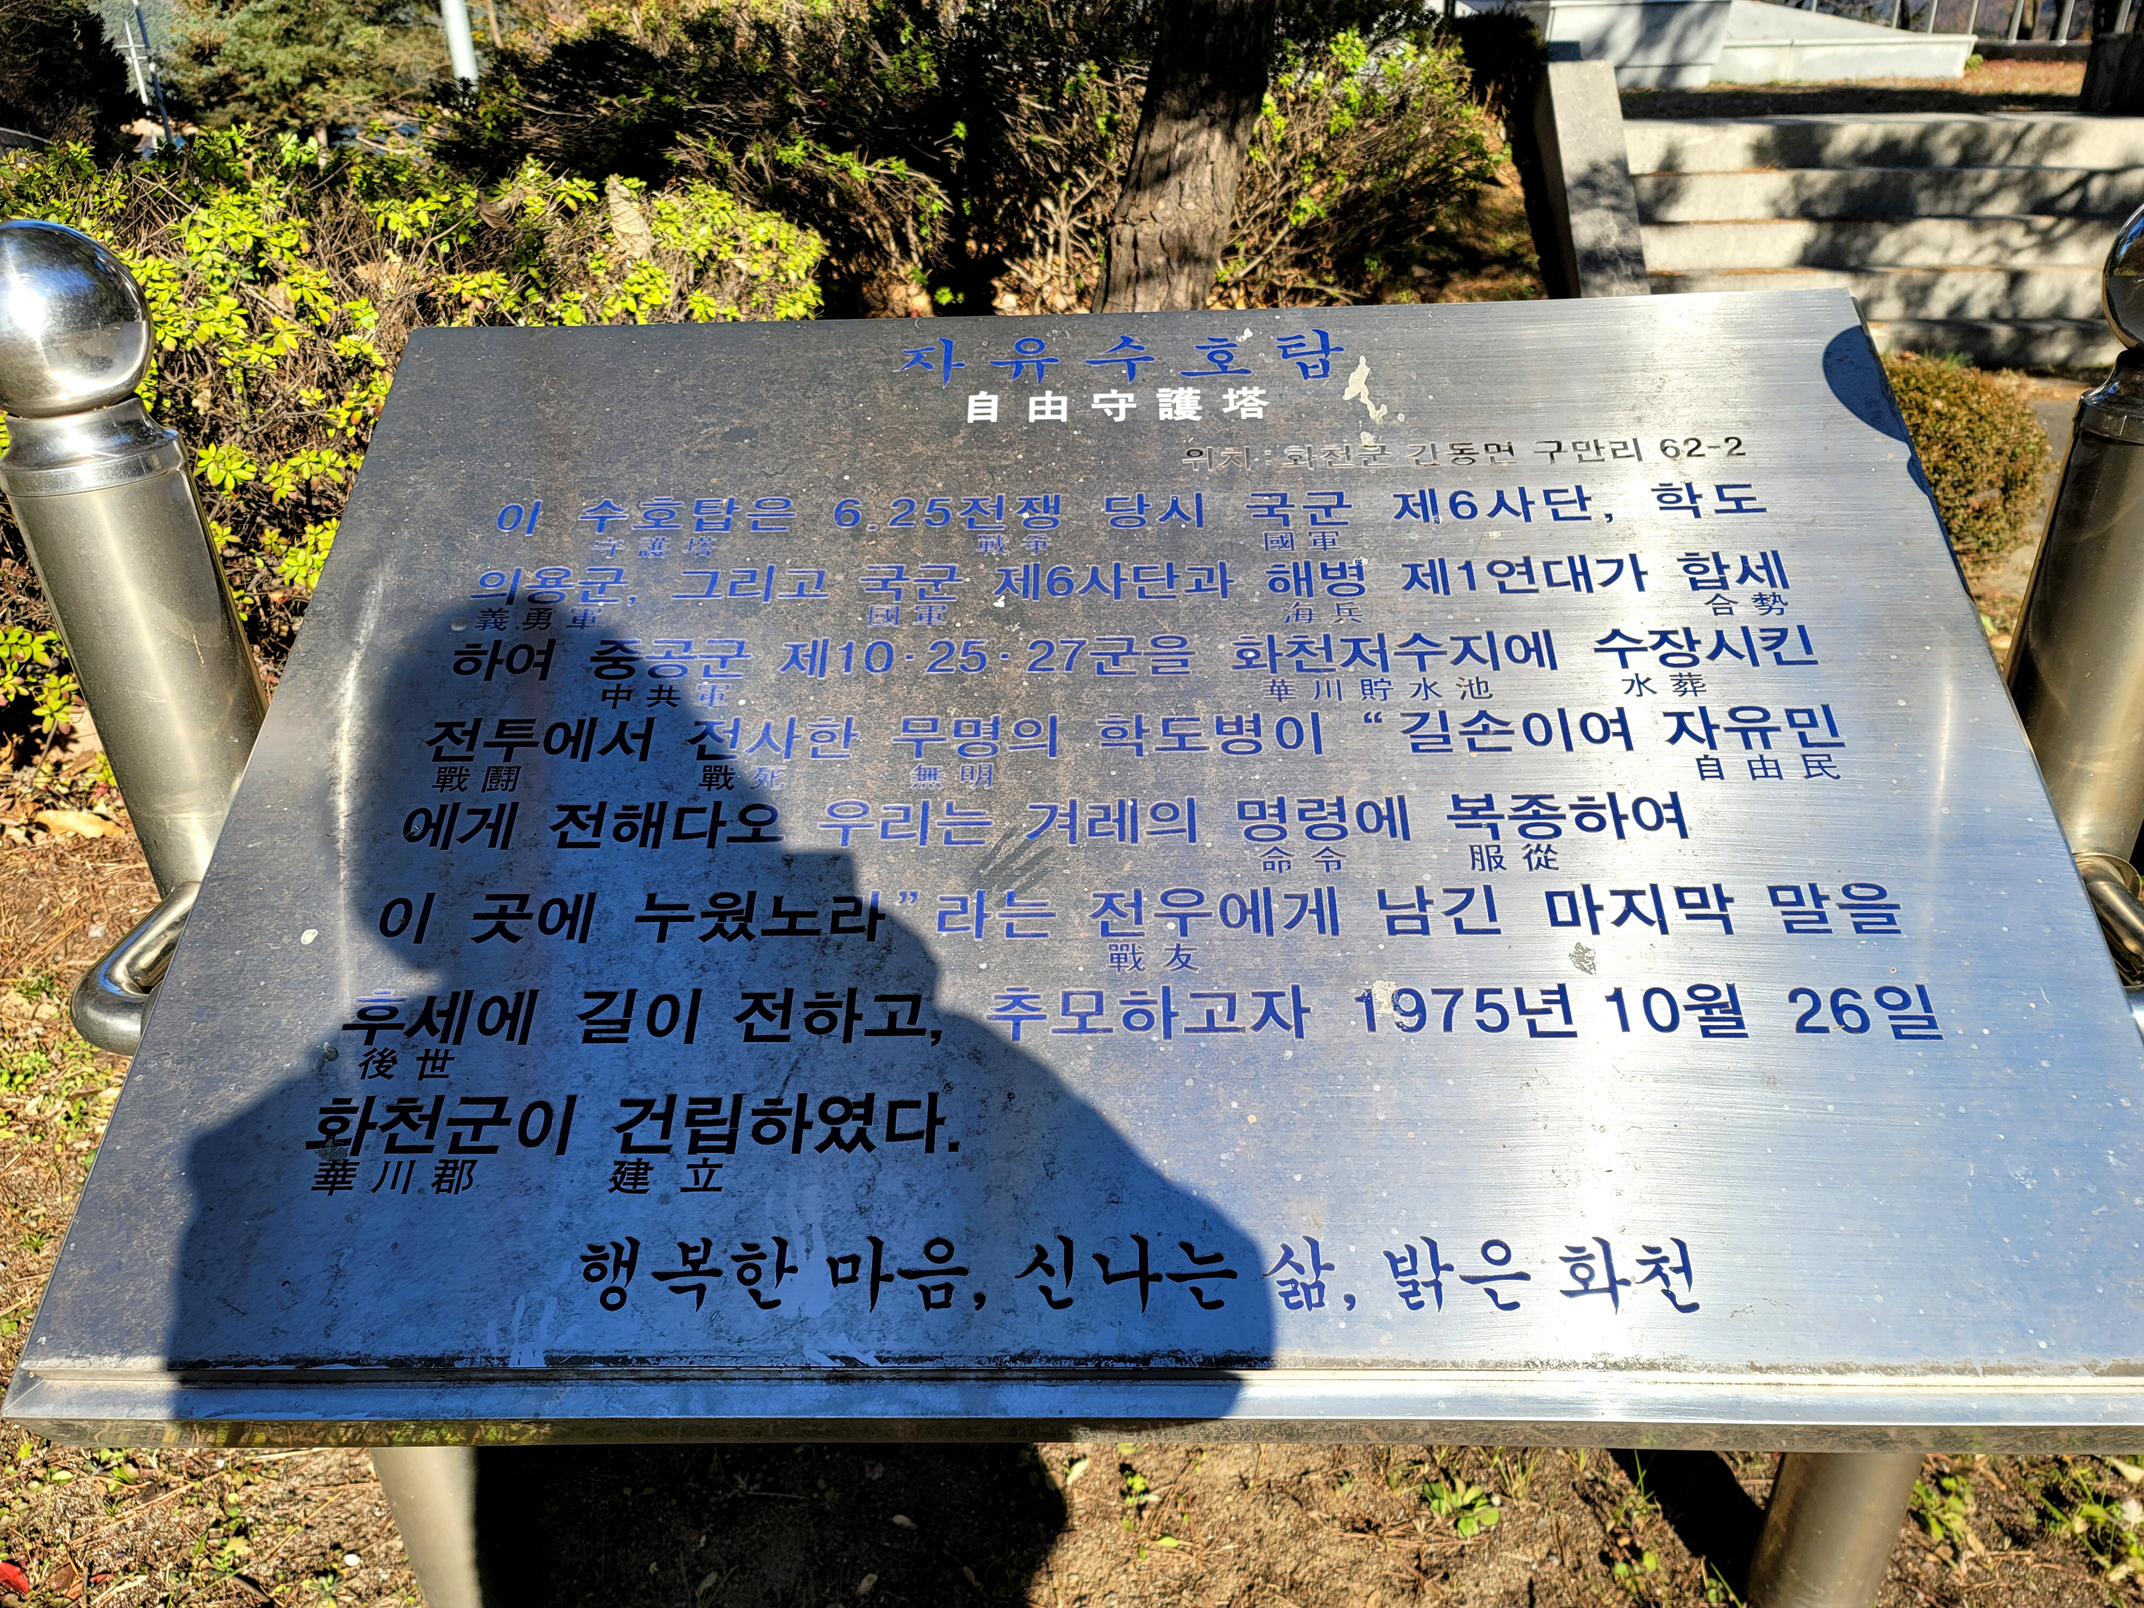 자유수호탑
自由守護塔
위치 : 화천군 간동면 구만리 62-2
이 수호탑은 6.25전쟁 당시 국군 제6사단, 학도
守護塔 戰爭 國軍
의용군, 그리고 국군 제6사단과 해병 제1연대가 합세
義勇軍 國軍 海兵 合勢
하여 중공군 제10·25·27군을 화천저수지에 수장시킨
中共軍 華川貯水池 水葬
전투에서 전사한 무명의 학도병이 “길손이여 자유민
戰鬪 戰死 無明 自由民
에게 전해다오 우리는 겨레의 명령에 복종하여
命令 服從
이 곳에 누웠노라”라는 전우에게 남긴 마지막 말을
戰友
후세에 길이 전하고, 추모하고자 1975년 10월 26일
後世
화천군이 건립하였다.
華川郡 建立
행복한 마음, 신나는 삶, 밝은 화천